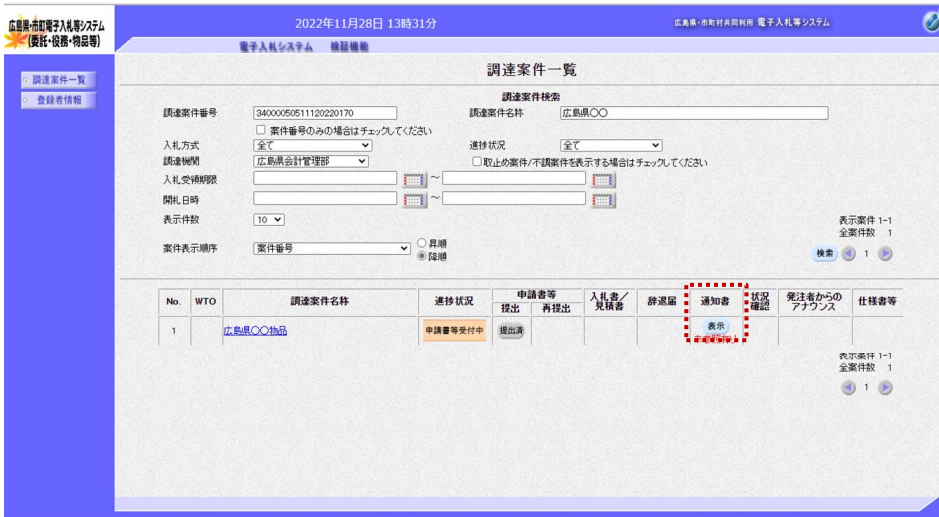 広島県・市町電子入札等システム
(委託・役務・物品等)
2022年11月28日 13時31分
広島県・市町村共同利用 電子入札等システム
電子入札システム 検証機能
調達案件一覧
登録者情報
調達案件一覧
調達案件検索
調達案件番号 34000050511120220170 調達案件名称 広島県〇〇
案件番号のみの場合はチェックしてください
入札方式 全て 進捗状況 全て
調達機関 広島県会計管理部 取止め案件/不調案件を表示する場合はチェックしてください
入札受領期限 ~
開札日時 ~
表示件数 10
表示案件 1-1
全案件数 1
案件表示順序 案件番号 昇順
降順
検索 1
No. WTO 調達案件名称 進捗状況 申請書等 入札書/見積書 辞退届 通知書 状況確認 発注者からのアナウンス 仕様書等
提出 再提出
1 広島県〇〇物品 申請書等受付中 提出済 表示
表示案件 1-1
全案件数 1
1